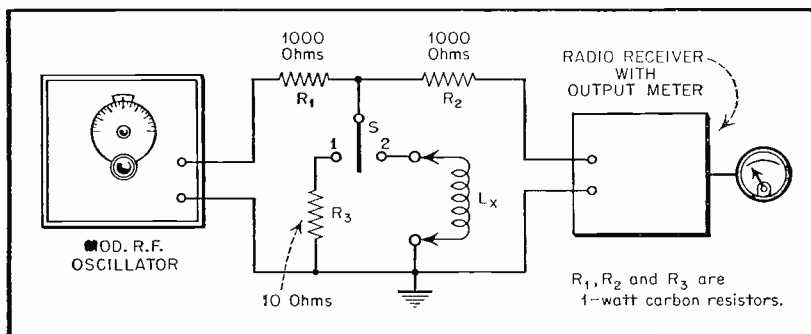 1000
Ohms
R1
1000
Ohms
R2
RADIO RECEIVER
WITH
OUTPUT METER
S
1
2
R3
LX
MOD. R.F.
OSCILLATOR
10 Ohms
R1, R2 and R3 are
1-watt carbon resistors.